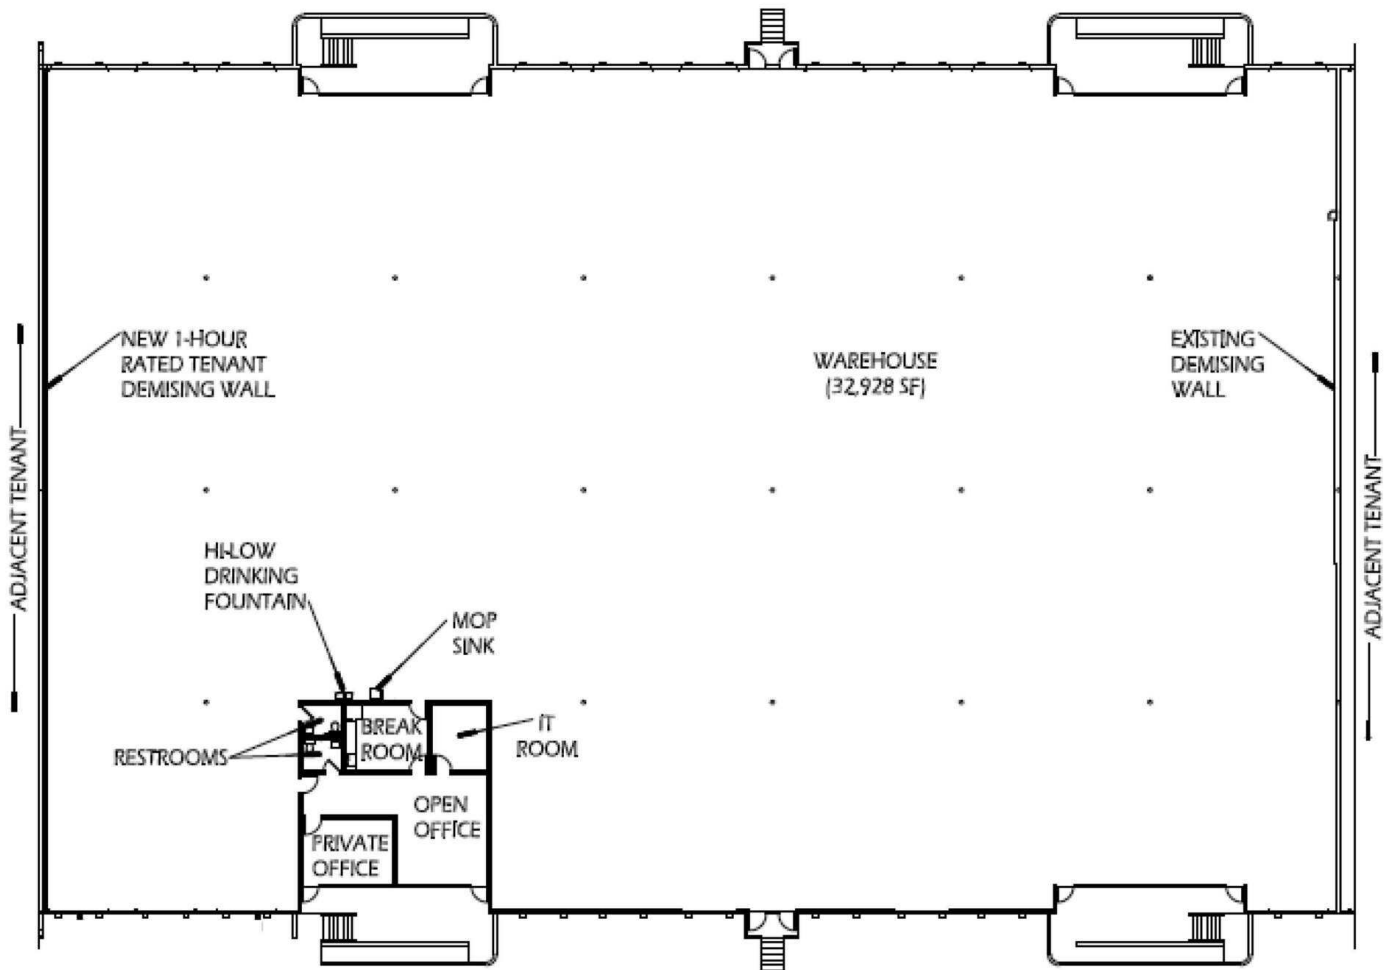 NEW 1-HOUR
RATED TENANT
DEMISING WALL
WAREHOUSE
(32,928 SF)
EXISTING
DEMISING
WALL
ADJACENT TENANT
ADJACENT TENANT
HI-LOW
DRINKING
FOUNTAIN
MOP
SINK
BREAK
ROOM
IT
ROOM
RESTROOMS
OPEN
OFFICE
PRIVATE
OFFICE